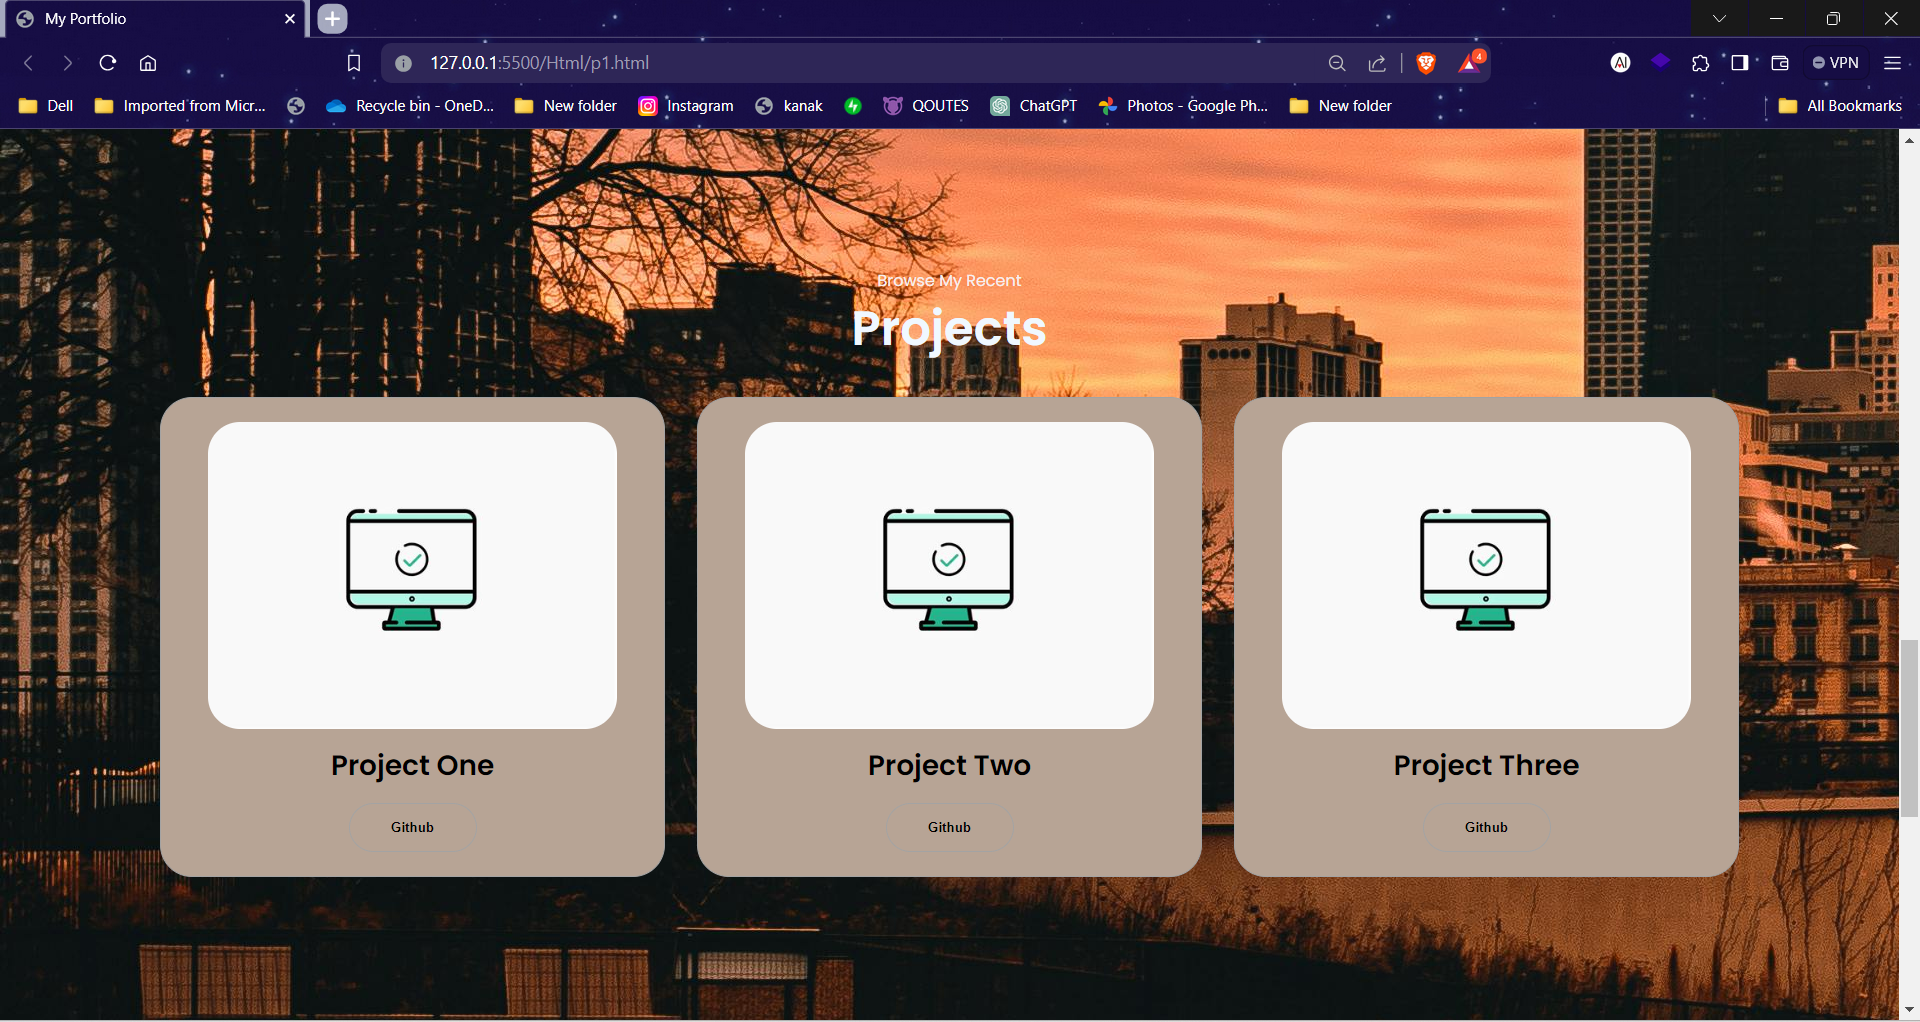 My Portfolio
127.0.0.1:5500/Html/p1.html
4
AI
VPN
Dell
Imported from Micr...
Recycle bin - OneD...
New folder
Instagram
kanak
QOUTES
ChatGPT
Photos - Google Ph...
New folder
All Bookmarks
Browse My Recent
Projects
Project One
Project Two
Project Three
Github
Github
Github